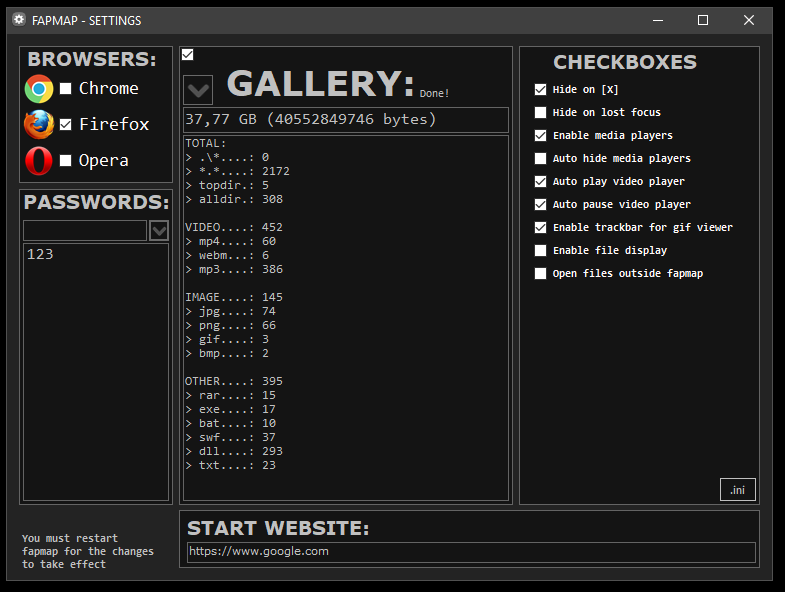 FAPMAP - SETTINGS
BROWSERS:
Chrome
Firefox
Opera
PASSWORDS:
123
You must restart
fapmap for the changes
to take effect
GALLERY:
Done!
37,77 GB (40552849746 bytes)
TOTAL:
> .\*....: 0
> *.*....: 2172
> topdir.: 5
> alldir.: 308
VIDEO....: 452
> mp4....: 60
> webm...: 6
> mp3....: 386
IMAGE....: 145
> jpg....: 74
> png....: 66
> gif....: 3
> bmp....: 2
OTHER....: 395
> rar....: 15
> exe....: 17
> bat....: 10
> swf....: 37
> dll....: 293
> txt....: 23
CHECKBOXES
Hide on [X]
Hide on lost focus
Enable media players
Auto hide media players
Auto play video player
Auto pause video player
Enable trackbar for gif viewer
Enable file display
Open files outside fapmap
.ini
START WEBSITE:
https://www.google.com